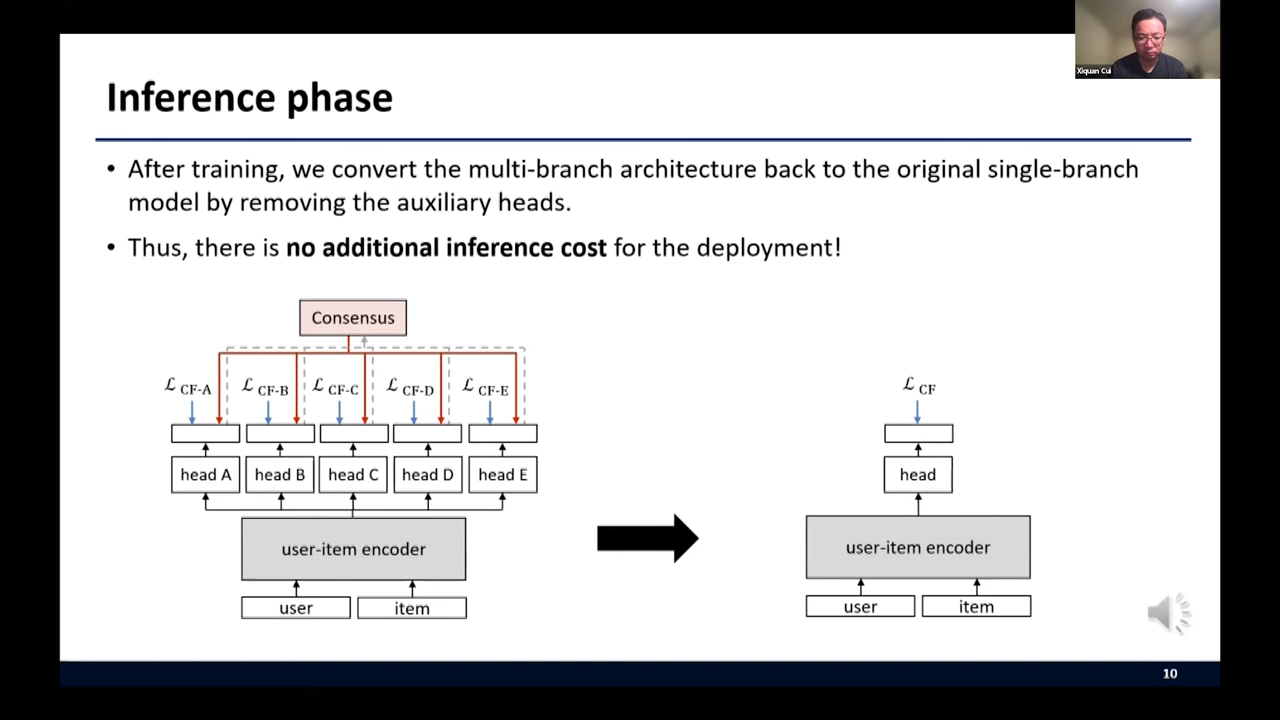 Xiquan Cui
Inference phase
• After training, we convert the multi-branch architecture back to the original single-branch
model by removing the auxiliary heads.
• Thus, there is no additional inference cost for the deployment!
Consensus
ℒ CF-A ℒ CF-B ℒ CF-C ℒ CF-D ℒ CF-E
head A head B head C head D head E
user-item encoder
user item
ℒ CF
head
user-item encoder
user item
10